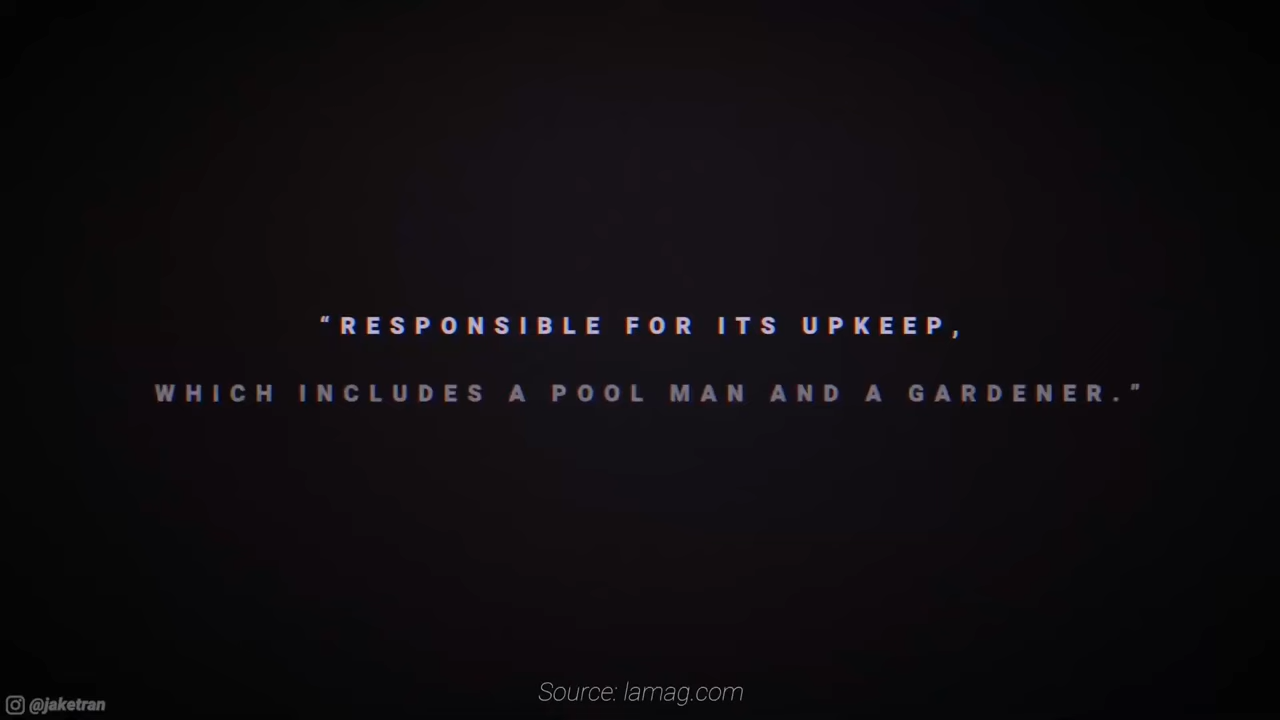 “RESPONSIBLE FOR ITS UPKEEP,
WHICH INCLUDES A POOL MAN AND A GARDENER.”
Source: lamag.com
@jaketran